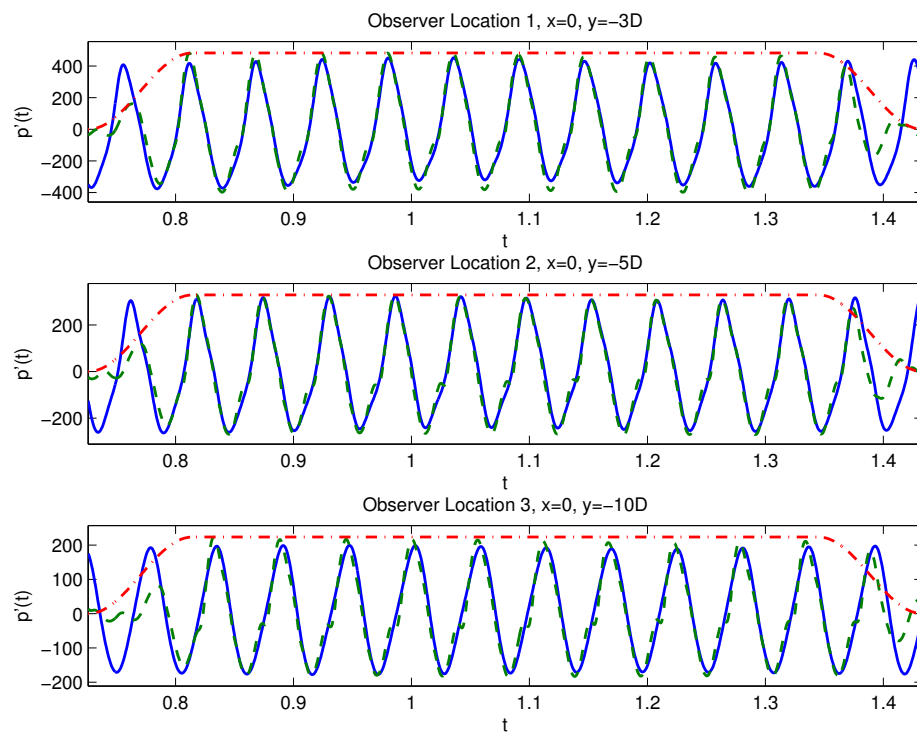 Observer Location 1, x=0, y=−3D
p'(t)
400
200
0
−200
−400
0.8 0.9 1 1.1 1.2 1.3 1.4
t
Observer Location 2, x=0, y=−5D
p'(t)
200
0
−200
0.8 0.9 1 1.1 1.2 1.3 1.4
t
Observer Location 3, x=0, y=−10D
p'(t)
200
100
0
−100
−200
0.8 0.9 1 1.1 1.2 1.3 1.4
t